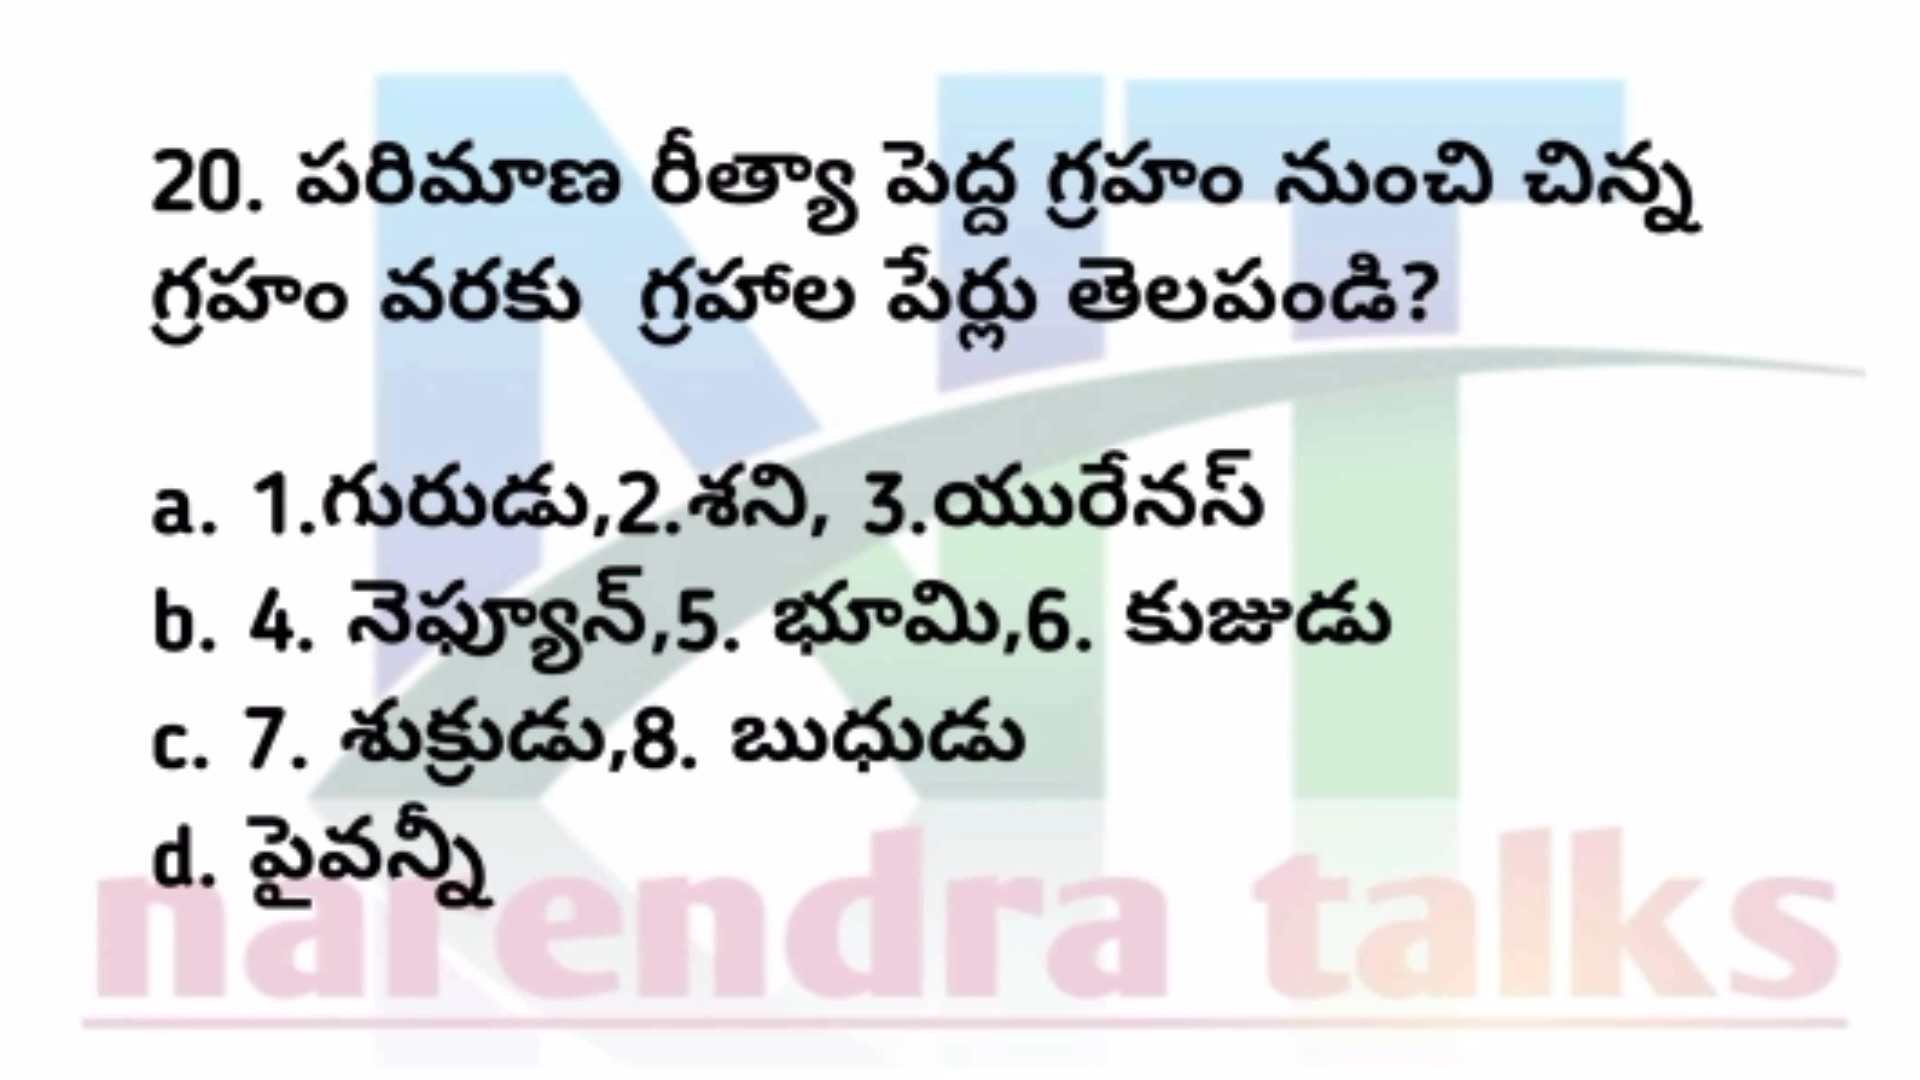 20. పరిమాణ రీత్యా పెద్ద గ్రహం నుంచి చిన్న
గ్రహం వరకు  గ్రహాల పేర్లు తెలపండి?
a. 1.గురుడు,2.శని, 3.యురేనస్
b. 4. నెఫ్యూన్,5. భూమి,6. కుజుడు
c. 7. శుక్రుడు,8. బుధుడు
d. పైవన్నీ
narendra talks